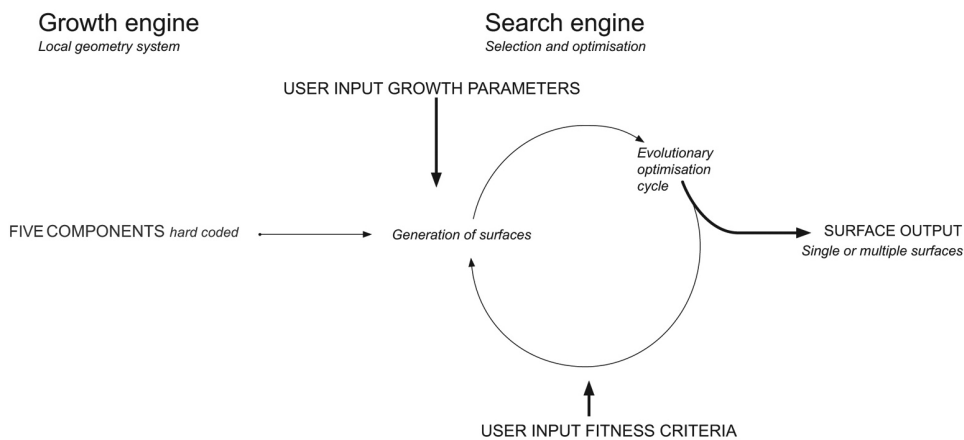 Growth engine
Local geometry system
Search engine
Selection and optimisation
USER INPUT GROWTH PARAMETERS
Evolutionary
optimisation
cycle
FIVE COMPONENTS hard coded
Generation of surfaces
SURFACE OUTPUT
Single or multiple surfaces
USER INPUT FITNESS CRITERIA